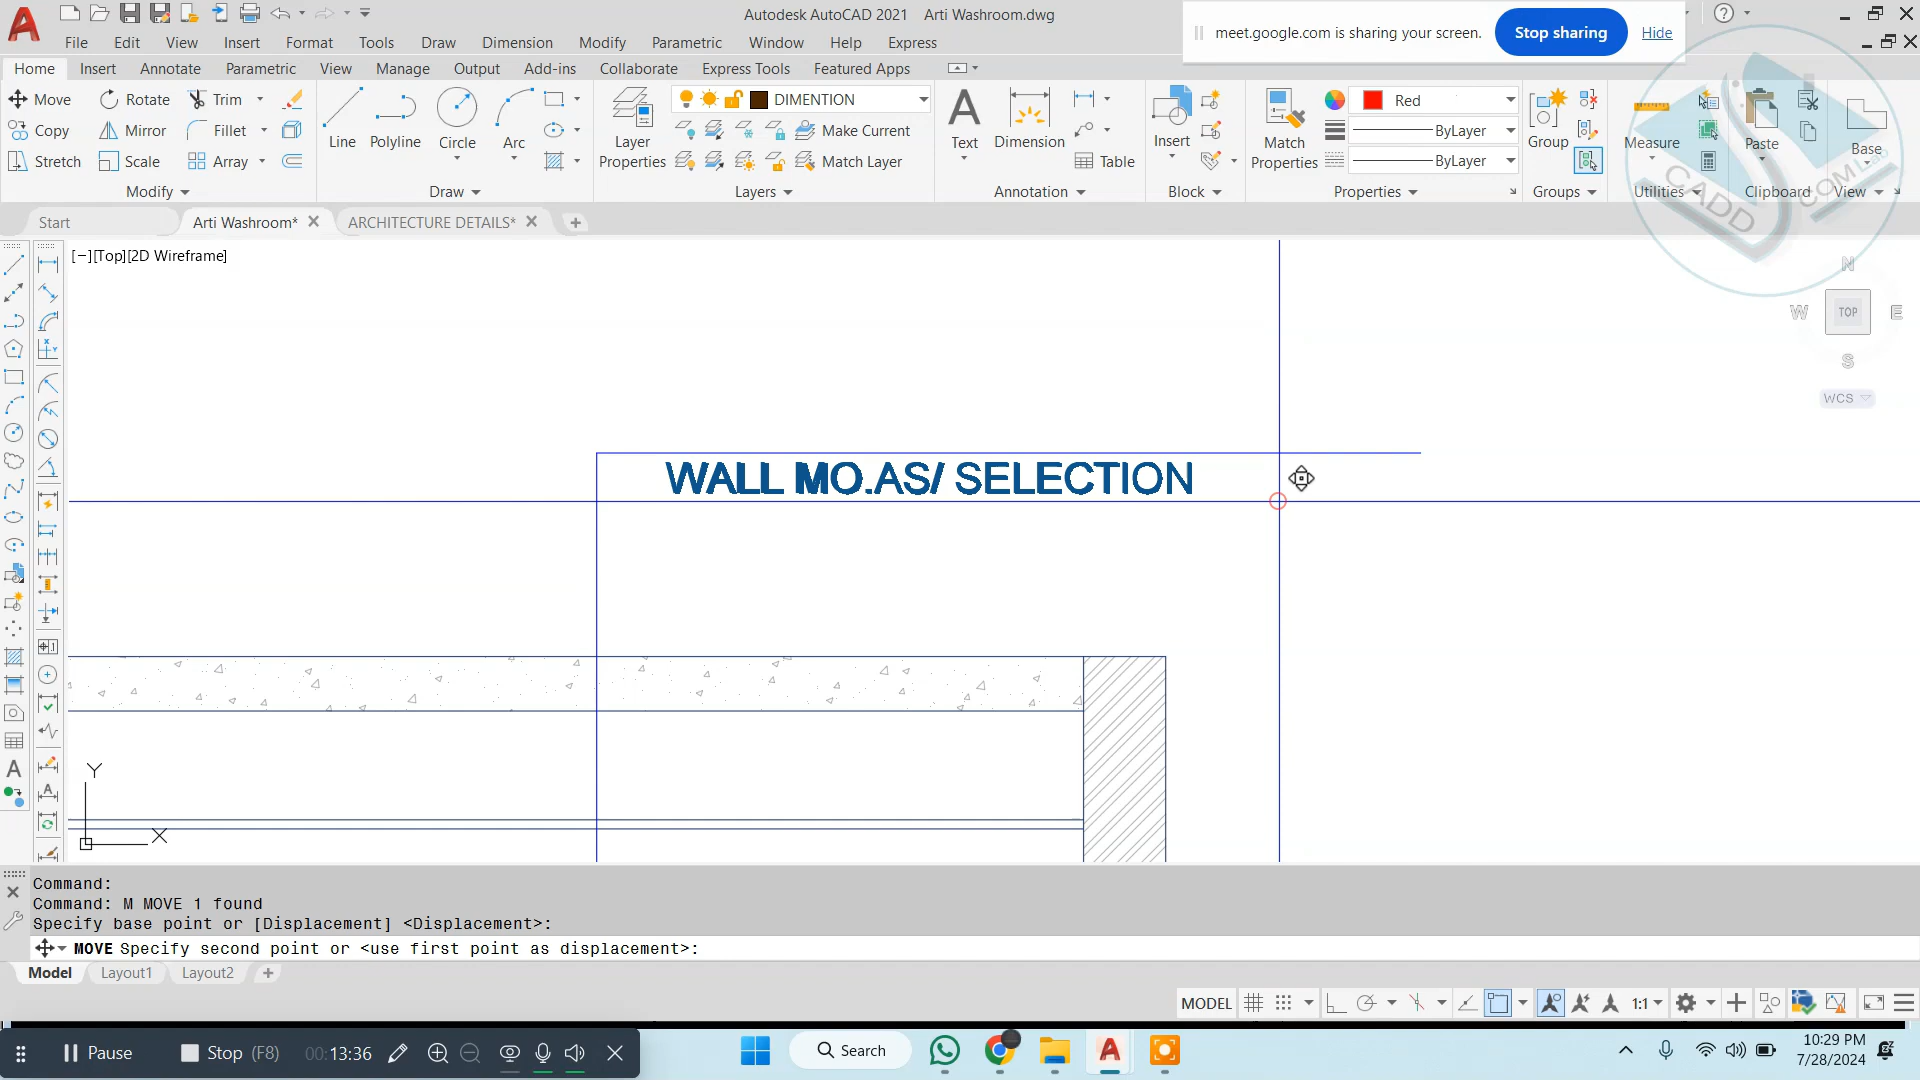 Autodesk AutoCAD 2021 Arti Washroom.dwg
meet.google.com is sharing your screen. Stop sharing Hide
File Edit View Insert Format Tools Draw Dimension Modify Parametric Window Help Express
Home Insert Annotate Parametric View Manage Output Add-ins Collaborate Express Tools Featured Apps
Move Rotate Trim
Copy Mirror Fillet
Stretch Scale Array
Modify
Line Polyline Circle Arc
Draw
Layer Properties
DIMENTION
Make Current
Match Layer
Layers
Text Dimension Table
Annotation
Insert
Block
Match Properties
Red
ByLayer
ByLayer
Properties
Group
Groups
Measure
Utilities
Paste
Clipboard
Base
View
CADD COM Lab
Start Arti Washroom* ARCHITECTURE DETAILS*
[−][Top][2D Wireframe]
N
W TOP E
S
WCS
WALL MO.AS/ SELECTION
Y
X
Command:
Command: M MOVE 1 found
Specify base point or [Displacement] <Displacement>:
MOVE Specify second point or <use first point as displacement>:
Model Layout1 Layout2
MODEL 1:1
Pause Stop (F8) 00:13:36
Search
10:29 PM
7/28/2024